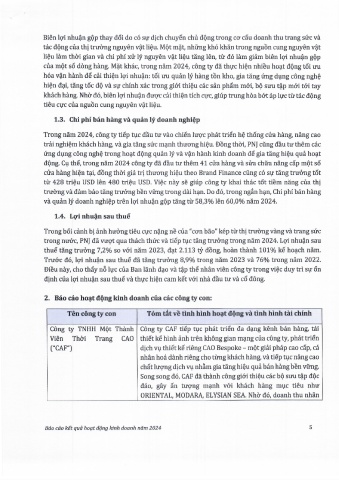 Biên lợi nhuận gộp thay đổi do có sự dịch chuyển chủ động trong cơ cấu doanh thu trang sức và
tác động của thị trường nguyên vật liệu. Một mặt, những khó khăn trong nguồn cung nguyên vật
liệu làm thời gian và chi phí xử lý nguyên vật liệu tăng lên, từ đó làm giảm biên lợi nhuận gộp
của một số dòng hàng. Mặt khác, trong năm 2024, công ty đã thực hiện nhiều hoạt động tối ưu
hóa vận hành để cải thiện lợi nhuận: tối ưu quản lý hàng tồn kho, gia tăng ứng dụng công nghệ
hiện đại, tăng tốc độ và sự chính xác trong giới thiệu các sản phẩm mới, bộ sưu tập mới tới tay
khách hàng. Nhờ đó, biên lợi nhuận được cải thiện tích cực, giúp trung hòa bớt áp lực từ tác động
tiêu cực của nguồn cung nguyên vật liệu.
1.3. Chi phí bán hàng và quản lý doanh nghiệp
Trong năm 2024, công ty tiếp tục đầu tư vào chiến lược phát triển hệ thống cửa hàng, nâng cao
trải nghiệm khách hàng, và gia tăng sức mạnh thương hiệu. Đồng thời, PNJ cũng đầu tư thêm các
ứng dụng công nghệ trong hoạt động quản lý và vận hành kinh doanh để gia tăng hiệu quả hoạt
động. Cụ thể, trong năm 2024 công ty đã đầu tư thêm 41 cửa hàng và sửa chữa nâng cấp một số
cửa hàng hiện tại, đồng thời giá trị thương hiệu theo Brand Finance cũng có sự tăng trưởng tốt
từ 428 triệu USD lên 480 triệu USD. Việc này sẽ giúp công ty khai thác tốt tiềm năng của thị
trường và đảm bảo tăng trưởng bền vững trong dài hạn. Do đó, trong ngắn hạn, Chi phí bán hàng
và quản lý doanh nghiệp trên lợi nhuận gộp tăng từ 58,3% lên 60,0% năm 2024.
1.4. Lợi nhuận sau thuế
Trong bối cảnh bị ảnh hưởng tiêu cực nặng nề của "cơn bão" kép từ thị trường vàng và trang sức
trong nước, PNJ đã vượt qua thách thức và tiếp tục tăng trưởng trong năm 2024. Lợi nhuận sau
thuế tăng trưởng 7,2% so với năm 2023, đạt 2.113 tỷ đồng, hoàn thành 101% kế hoạch năm.
Trước đó, lợi nhuận sau thuế đã tăng trưởng 8,9% trong năm 2023 và 76% trong năm 2022.
Điều này, cho thấy nỗ lực của Ban lãnh đạo và tập thể nhân viên công ty trong việc duy trì sự ổn
định của lợi nhuận sau thuế và thực hiện cam kết với nhà đầu tư và cổ đông.
2. Báo cáo hoạt động kinh doanh của các công ty con:
Tên công ty con
Tóm tắt về tình hình hoạt động và tình hình tài chính
Công ty TNHH Một Thành
Viên Thời Trang CAO
("CAF")
Công ty CAF tiếp tục phát triển đa dạng kênh bán hàng, tái
thiết kế hình ảnh trên không gian mạng của công ty, phát triển
dịch vụ thiết kế riêng CAO Bespoke – một giải pháp cao cấp, cá
nhân hoá dành riêng cho từng khách hàng, và tiếp tục nâng cao
chất lượng dịch vụ nhằm gia tăng hiệu quả bán hàng bền vững.
Song song đó, CAF đã thành công giới thiệu các bộ sưu tập độc
đáo, gây ấn tượng mạnh với khách hàng mục tiêu như
ORIENTAL, MODARA, ELYSIAN SEA. Nhờ đó, doanh thu nhãn
Báo cáo kết quả hoạt động kinh doanh năm 2024
5